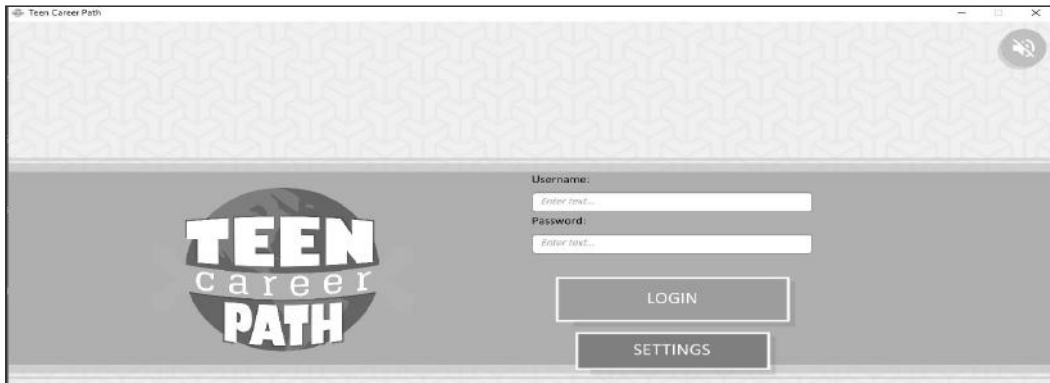 Teen Career Path
Username:
Enter text...
Password:
Enter text...
TEEN
career
PATH
LOGIN
SETTINGS